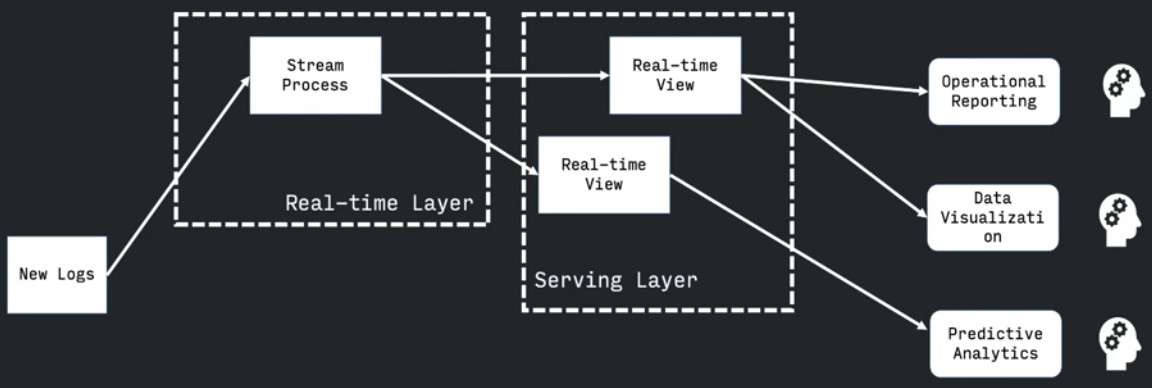 Stream
Process
Real-time
View
Operational
Reporting
Real-time
View
Real-time Layer
Data
Visualizati
on
New Logs
Serving Layer
Predictive
Analytics